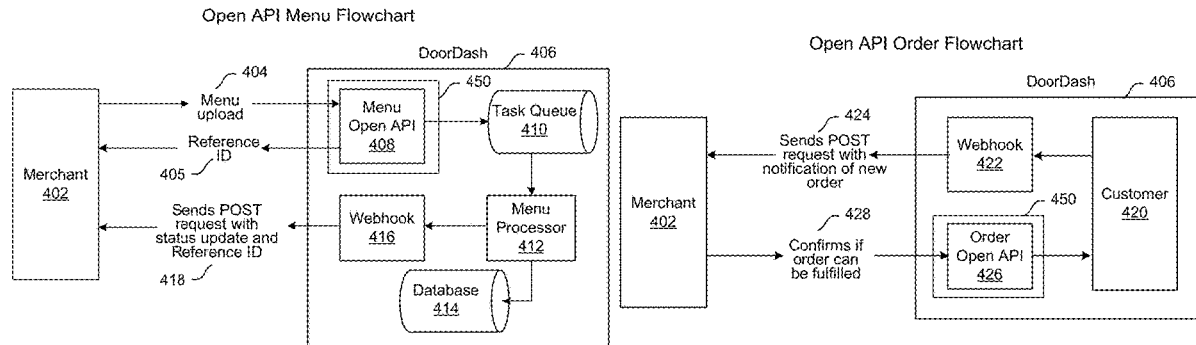 Open API Menu Flowchart
DoorDash
406
404
Menu
upload
450
Menu
Open API
408
Task Queue
410
Reference
ID
405
Merchant
402
Sends POST
request with
status update and
Reference ID
418
Webhook
416
Menu
Processor
412
Database
414
Open API Order Flowchart
DoorDash
406
424
Sends POST
request with
notification of new
order
Webhook
422
Merchant
402
Customer
420
428
Confirms if
order can
be fulfilled
450
Order
Open API
426